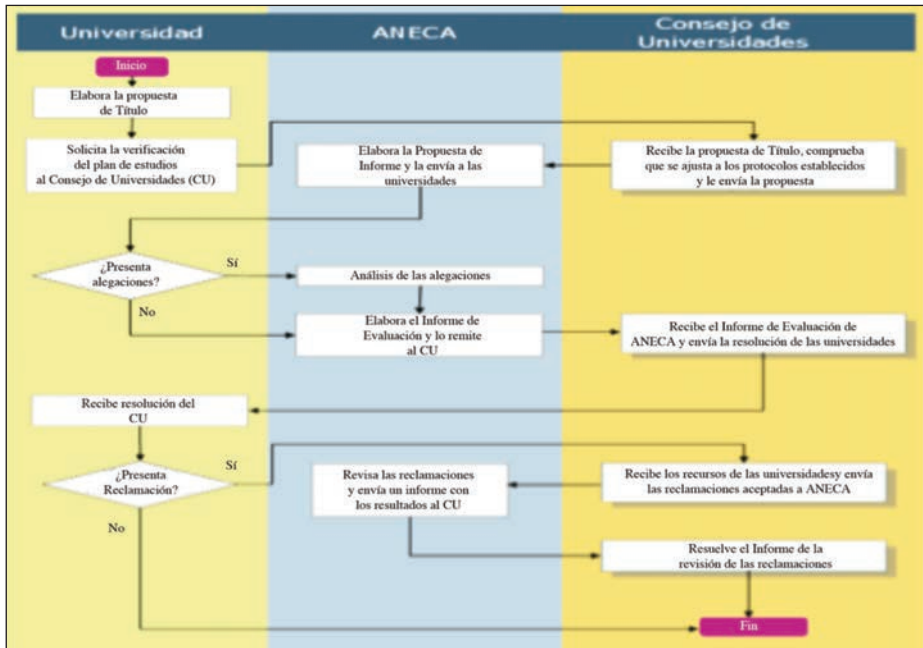 Universidad
ANECA
Consejo de
Universidades
Inicio
Elabora la propuesta
de Título
Solicita la verificación
del plan de estudios
al Consejo de Universidades (CU)
Elabora la Propuesta de
Informe y la envía a las
universidades
Recibe la propuesta de Título, comprueba
que se ajusta a los protocolos establecidos
y le envía la propuesta
¿Presenta
alegaciones?
Sí
No
Análisis de las alegaciones
Elabora el Informe de
Evaluación y lo remite
al CU
Recibe el Informe de Evaluación de
ANECA y envía la resolución de las universidades
Recibe resolución del
CU
¿Presenta
Reclamación?
Sí
No
Revisa las reclamaciones
y envía un informe con
los resultados al CU
Recibe los recursos de las universidadesy envía
las reclamaciones aceptadas a ANECA
Resuelve el Informe de la
revisión de las reclamaciones
Fin